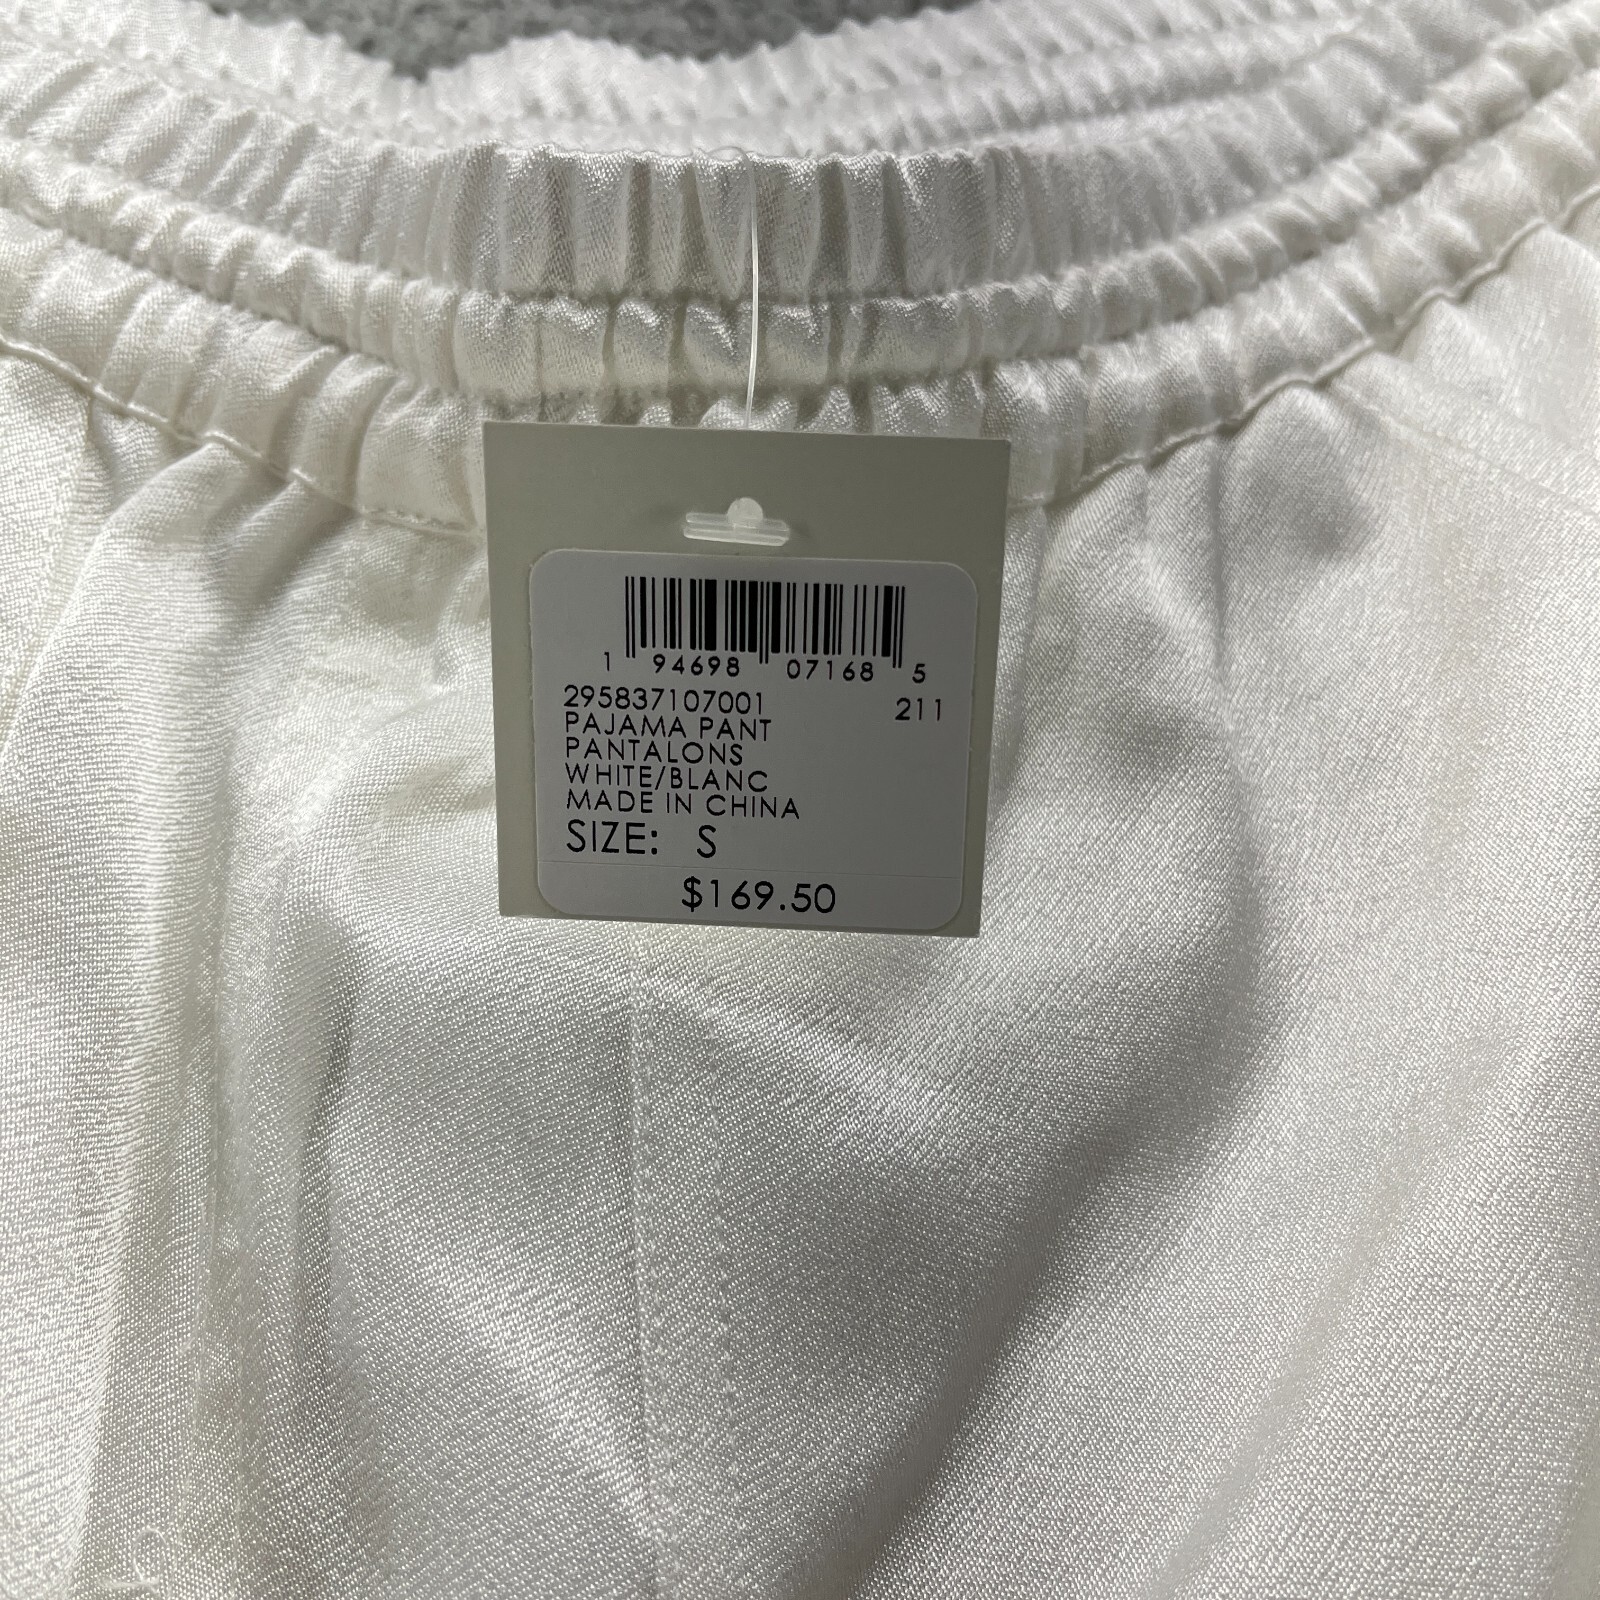 1 94698 07168 5
295837107001 211
PAJAMA PANT
PANTALONS
WHITE/BLANC
MADE IN CHINA
SIZE: S
$169.50